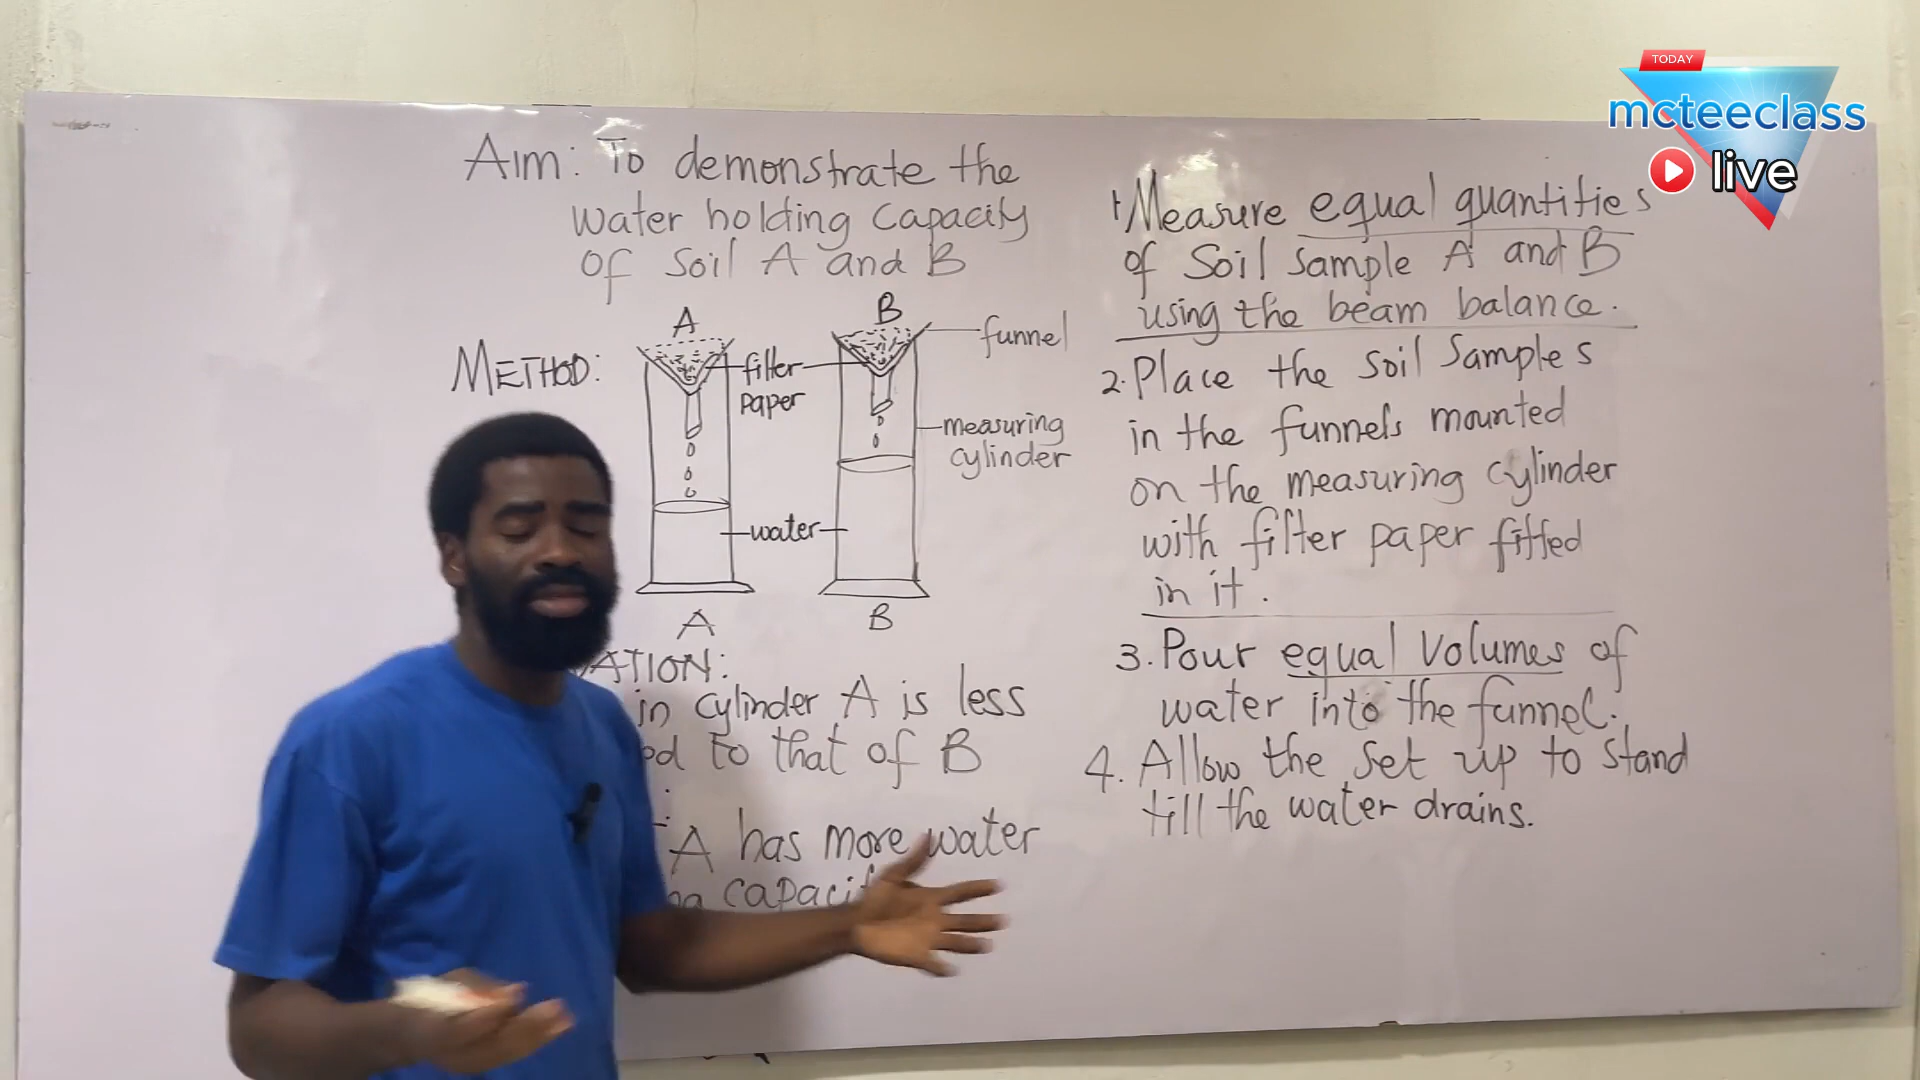 Aim: To demonstrate the
water holding capacity
of soil A and B
METHOD:
A
B
filter
paper
funnel
measuring
cylinder
water
A
B
in cylinder A is less
to that of B
A has more water
1. Measure equal quantities
of soil sample A and B
using the beam balance.
2. Place the soil samples
in the funnels mounted
on the measuring cylinder
with filter paper fitted
in it.
3. Pour equal volumes of
water into the funnel.
4. Allow the set up to stand
till the water drains.
TODAY
mcteeclass
live